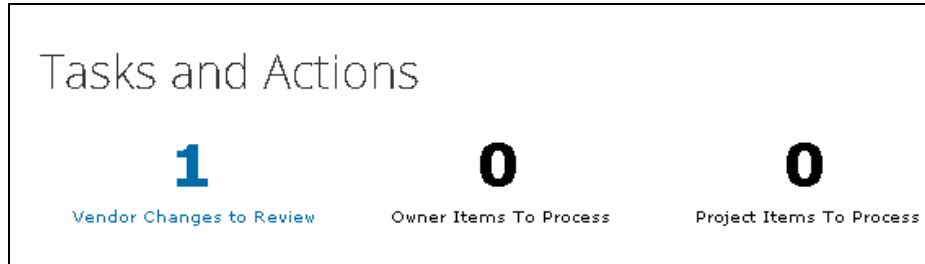 Tasks and Actions
1 0 0
Vendor Changes to Review Owner Items To Process Project Items To Process